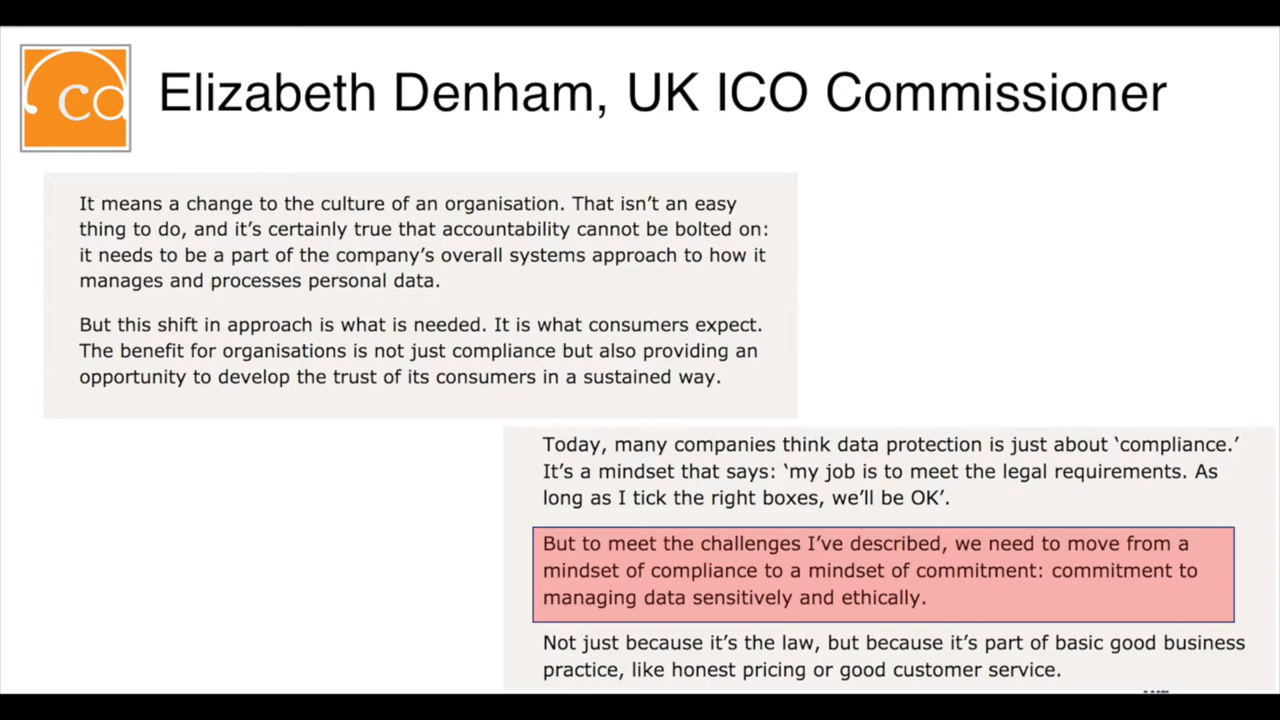 .ca
Elizabeth Denham, UK ICO Commissioner
It means a change to the culture of an organisation. That isn’t an easy
thing to do, and it’s certainly true that accountability cannot be bolted on:
it needs to be a part of the company’s overall systems approach to how it
manages and processes personal data.
But this shift in approach is what is needed. It is what consumers expect.
The benefit for organisations is not just compliance but also providing an
opportunity to develop the trust of its consumers in a sustained way.
Today, many companies think data protection is just about ‘compliance.’
It’s a mindset that says: ‘my job is to meet the legal requirements. As
long as I tick the right boxes, we’ll be OK’.
But to meet the challenges I’ve described, we need to move from a
mindset of compliance to a mindset of commitment: commitment to
managing data sensitively and ethically.
Not just because it’s the law, but because it’s part of basic good business
practice, like honest pricing or good customer service.